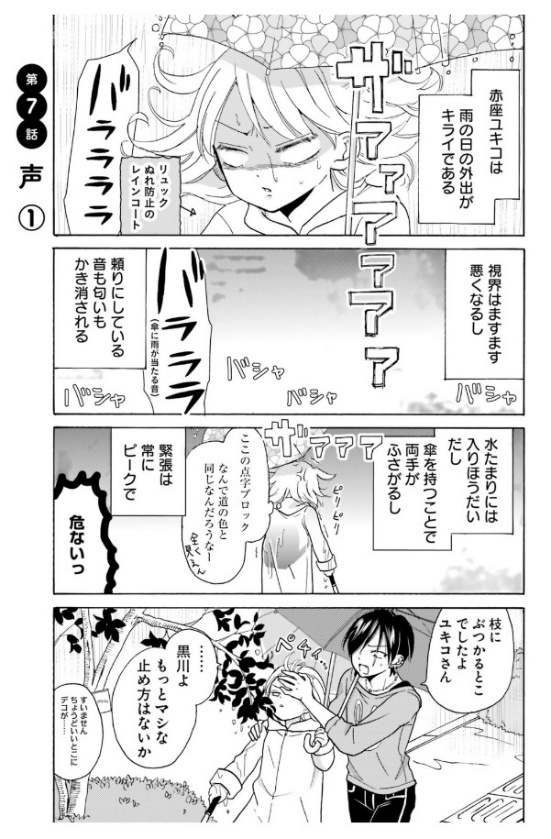 第7話
声①
赤座ユキコは
雨の日の外出が
キライである
ザァァァァァァ
リュック
ぬれ防止の
レインコート
バラララララ
視界はますます
悪くなるし
バシャ
バシャ
バシャ
バシャ
バラララララ
(傘に雨が当たる音)
頼りにしている
音も匂いも
かき消される
水たまりには
入りほうだい
だし
傘を持つことで
両手が
ふさがるし
ザァァァァ
ピリピリ
ここの点字ブロック
なんで道の色と
同じなんだろうなー
全く
見えん
緊張は
常に
ピークで
危ないっ
枝に
ぶつかるとこ
でしたよ
ユキコさん
ぺけん…
……
黒川よ
もっとマシな
止め方はないか
すいません
ちょうどいいとこに
デコが…